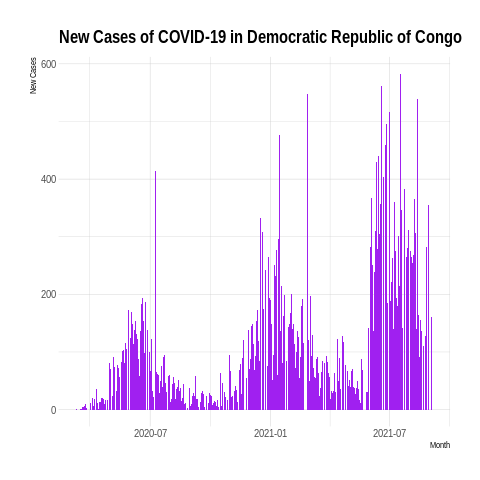 New Cases of COVID-19 in Democratic Republic of Congo
New Cases
600
400
200
0
2020-07
2021-01
2021-07
Month